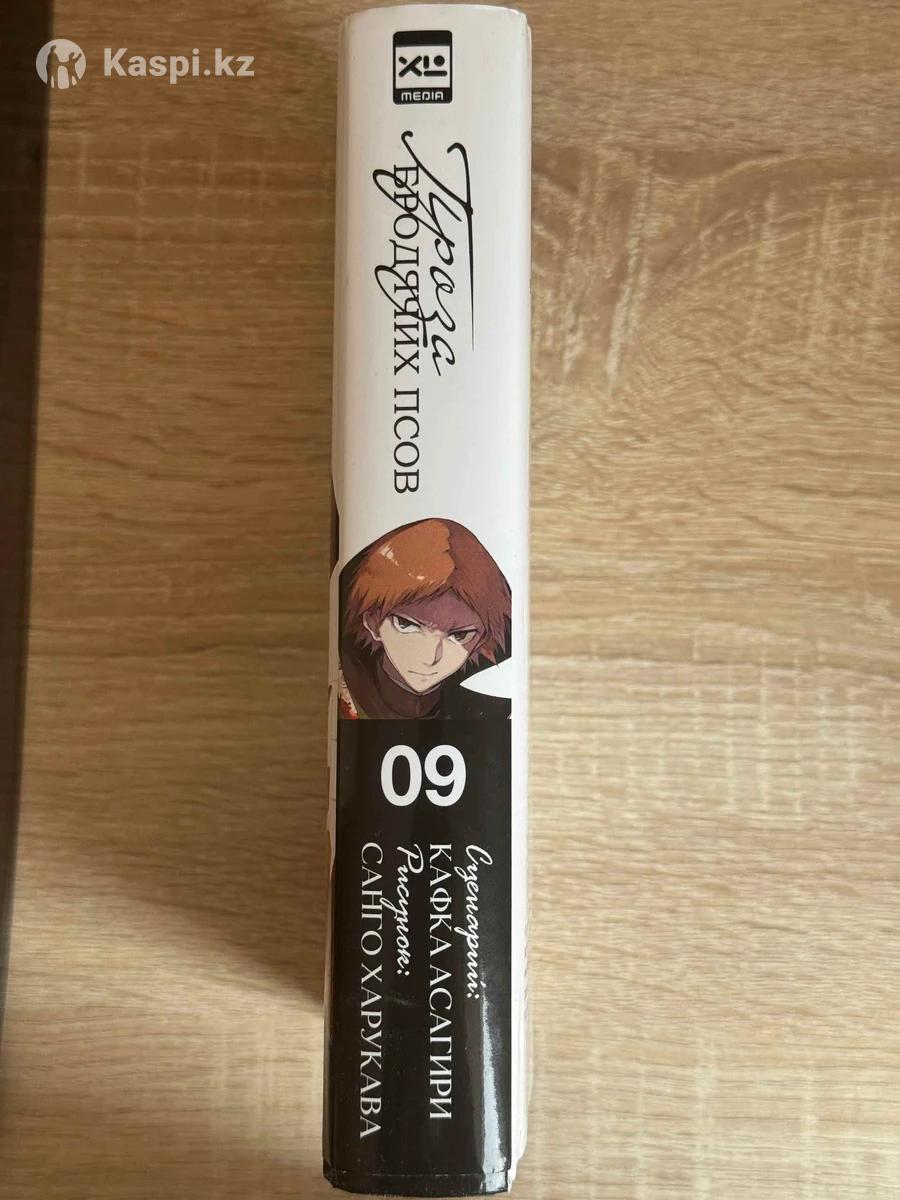 Kaspi.kz
XL
MEDIA
Проза
БРОДЯЧИХ ПСОВ
09
Сценарий:
КАФКА АСАГИРИ
Рисунок:
САНГО ХАРУКАВА